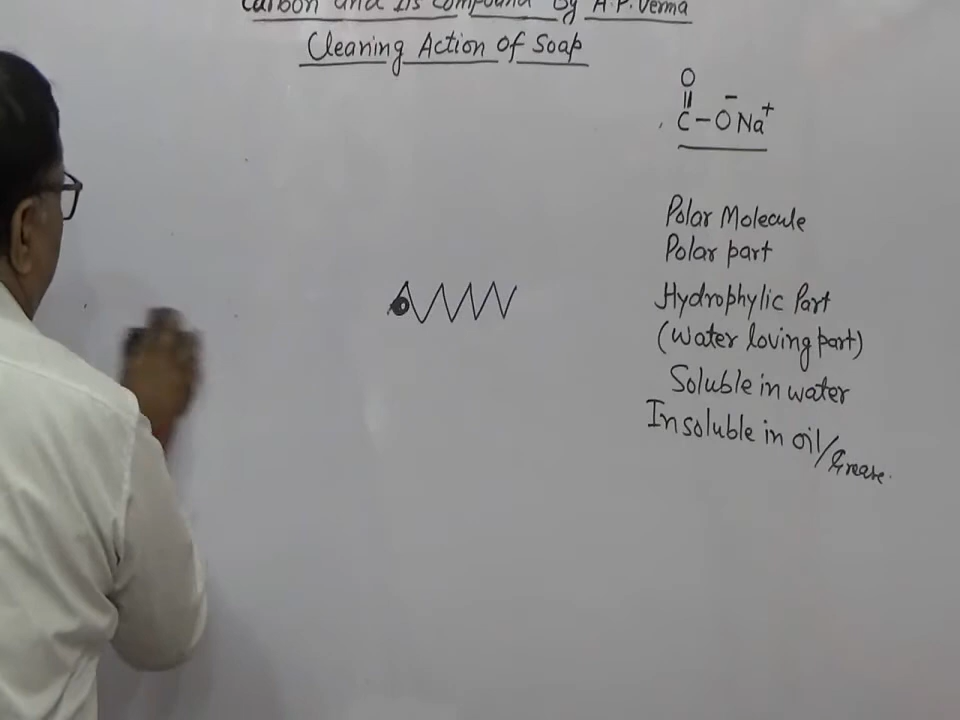 Carbon and Its Compound By A.P. Verma
Cleaning Action Of Soap
O
||
C - O⁻ Na⁺
Polar Molecule
Polar part
Hydrophylic Part
(Water loving part)
Soluble in water
Insoluble in oil/Grease.